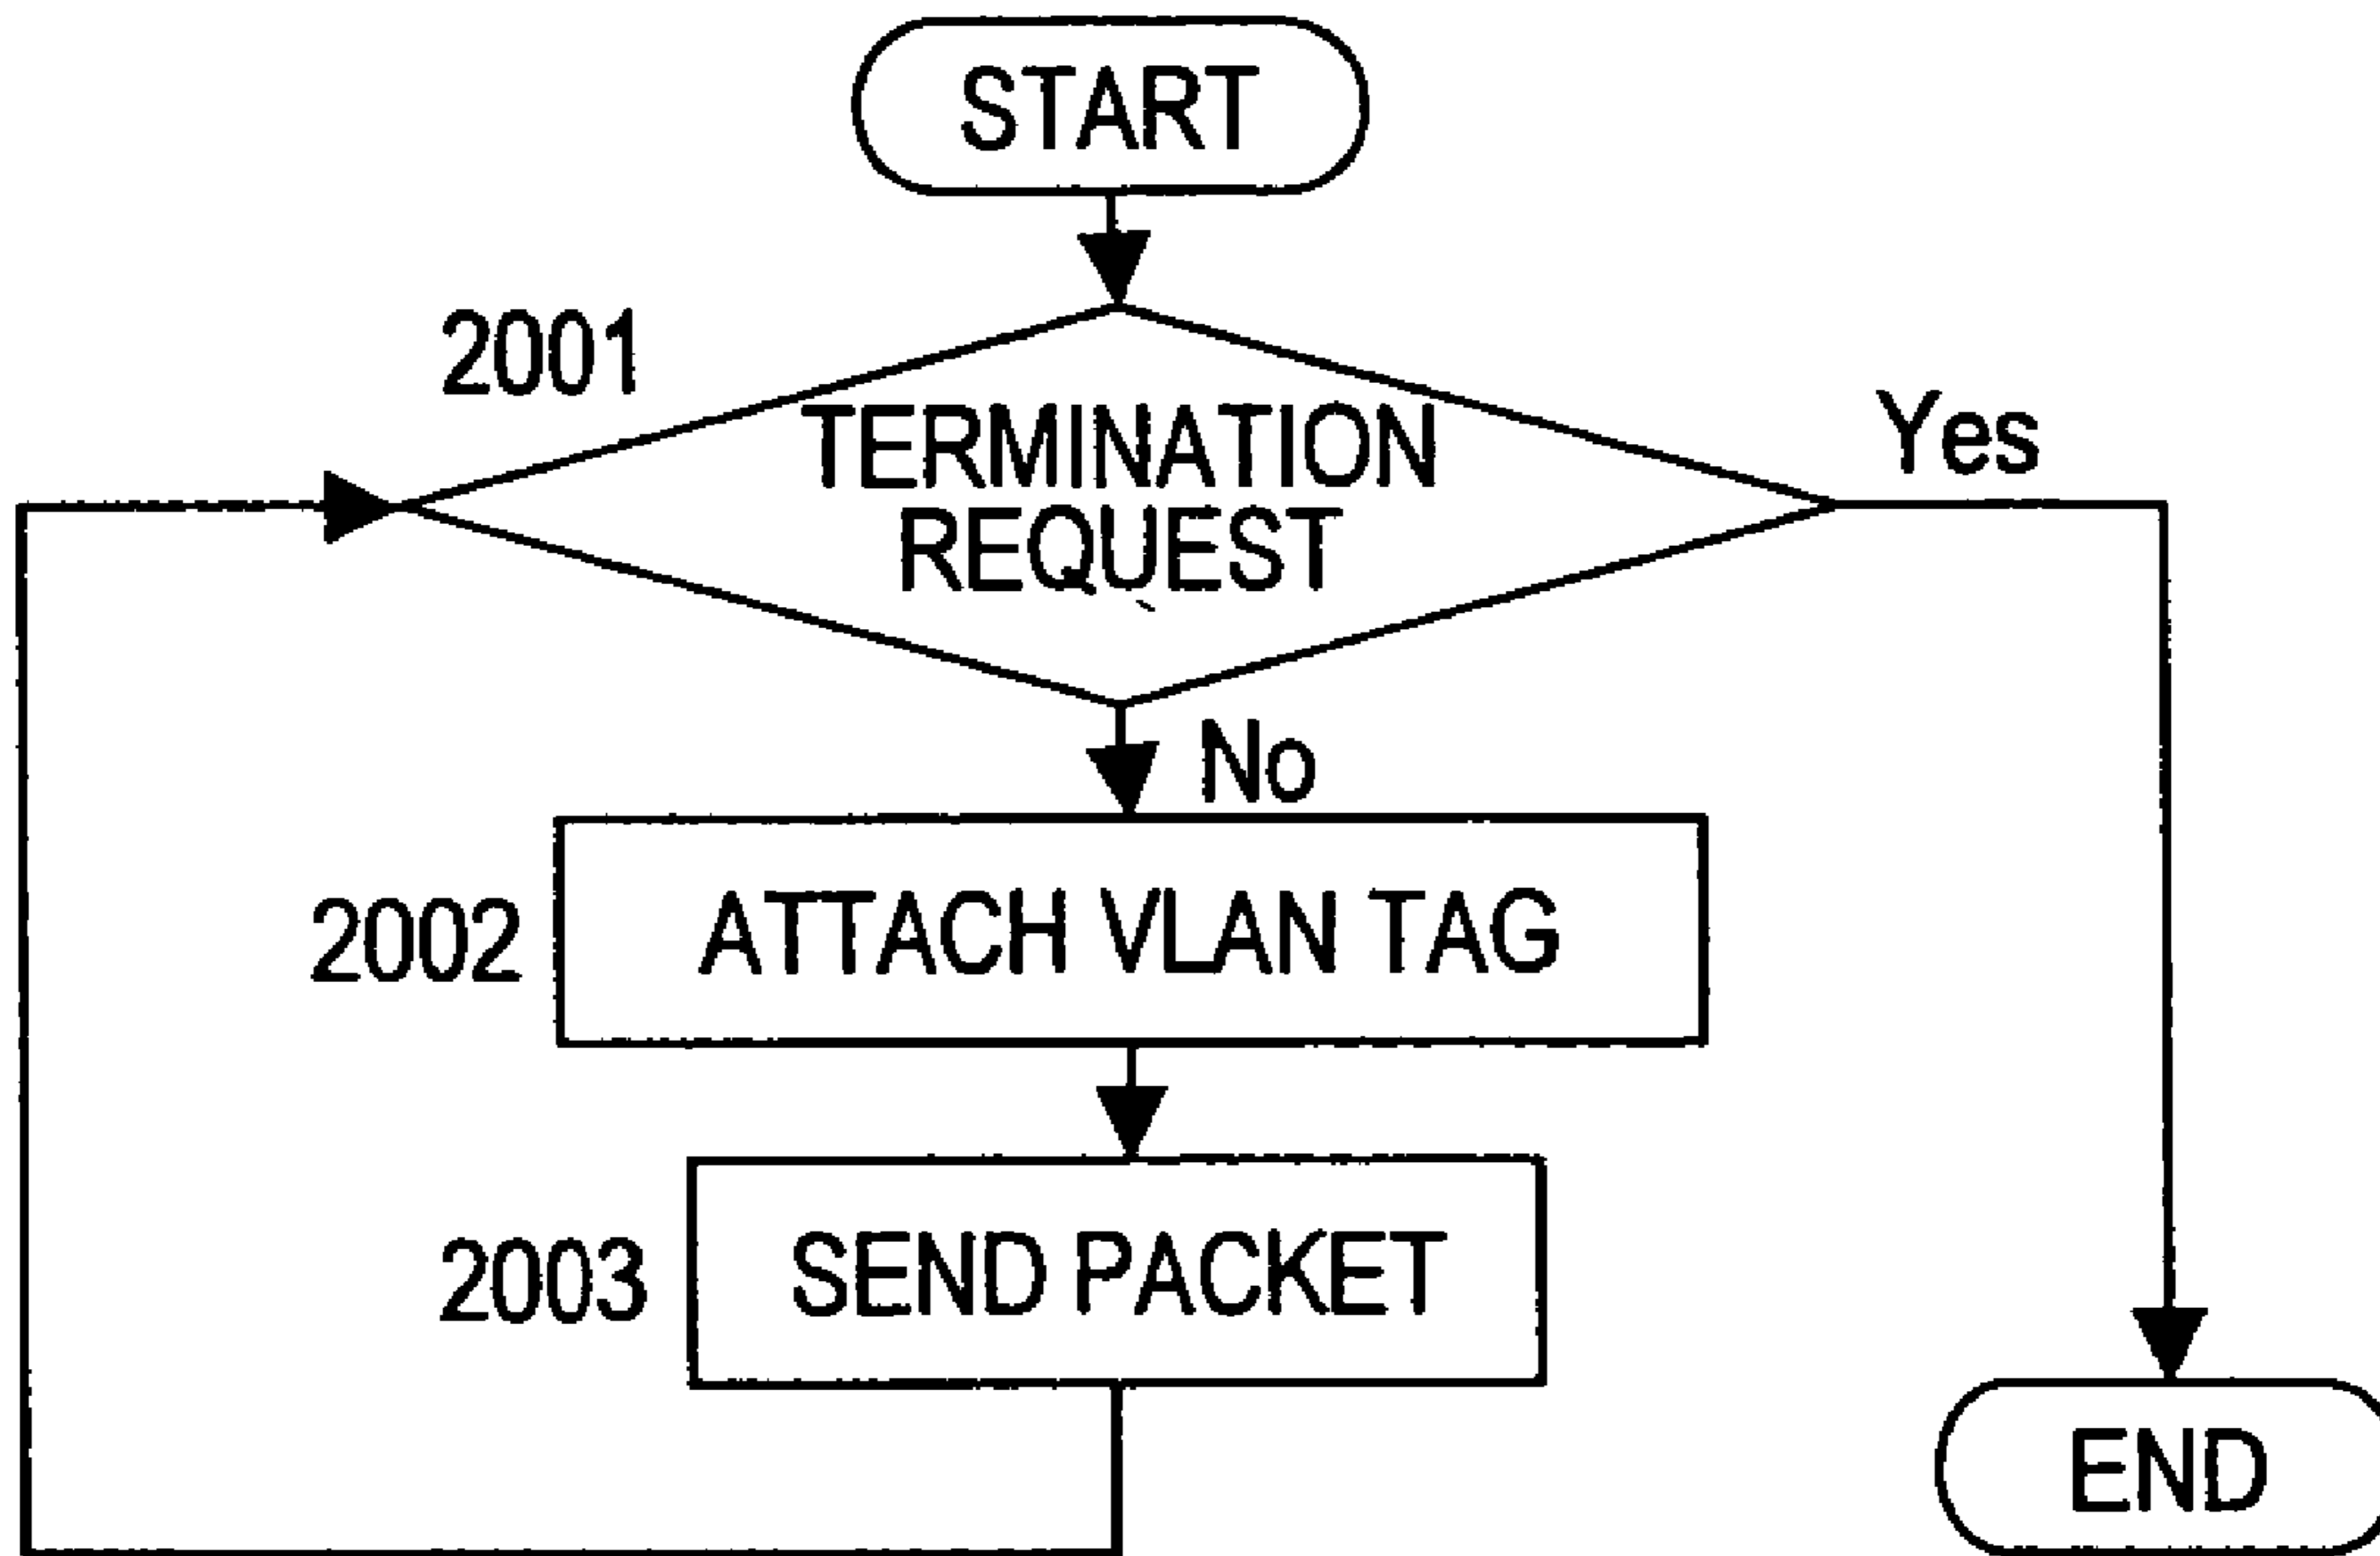 START
2001
TERMINATION
REQUEST
Yes
No
2002
ATTACH VLAN TAG
2003
SEND PACKET
END